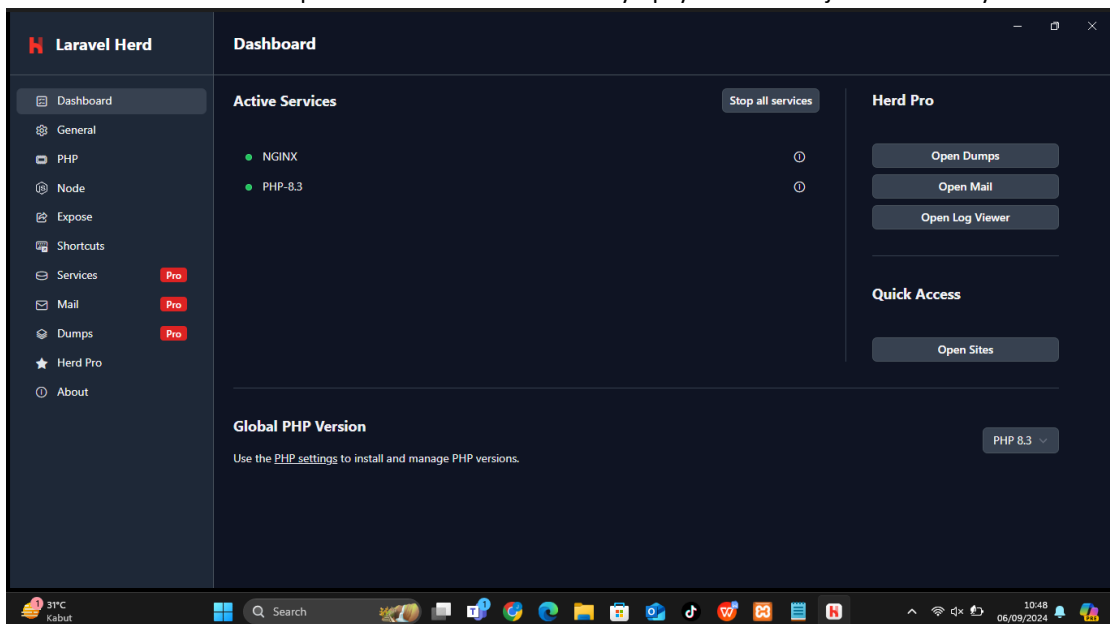 Laravel Herd
Dashboard
Dashboard
General
PHP
Node
Expose
Shortcuts
Services Pro
Mail Pro
Dumps Pro
Herd Pro
About
Active Services
Stop all services
NGINX
PHP-8.3
Herd Pro
Open Dumps
Open Mail
Open Log Viewer
Quick Access
Open Sites
Global PHP Version
Use the PHP settings to install and manage PHP versions.
PHP 8.3
1
31°C
Kabut
Search
1
10:48
06/09/2024